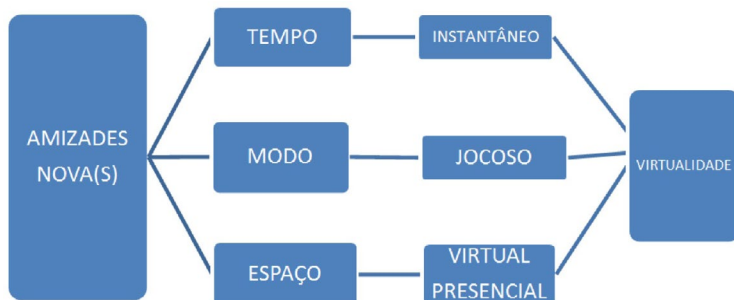 AMIZADES
NOVA(S)
TEMPO
INSTANTÂNEO
MODO
JOCOSO
ESPAÇO
VIRTUAL
PRESENCIAL
VIRTUALIDADE